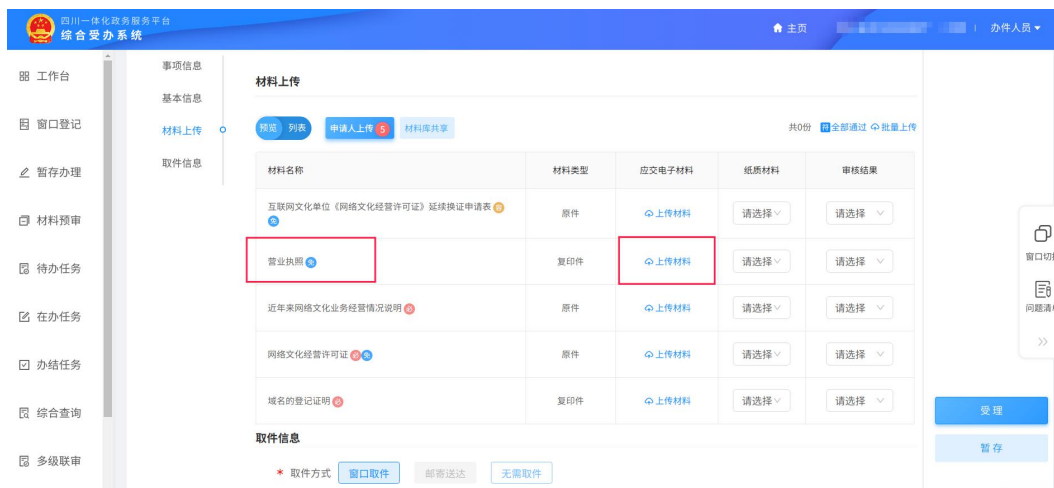 四川一体化政务服务平台
综合受办系统
主页
办件人员
工作台
窗口登记
暂存办理
材料预审
待办任务
在办任务
办结任务
综合查询
多级联审
事项信息
基本信息
材料上传
取件信息
材料上传
预览 列表 申请人上传 5 材料库共享 共0份 全部通过 批量上传
材料名称 材料类型 应交电子材料 纸质材料 审核结果
互联网文化单位《网络文化经营许可证》延续换证申请表
免 原件 上传材料 请选择 请选择
营业执照 免 复印件 上传材料 请选择 请选择
近年来网络文化业务经营情况说明 必 原件 上传材料 请选择 请选择
网络文化经营许可证 必 免 原件 上传材料 请选择 请选择
域名的登记证明 必 复印件 上传材料 请选择 请选择
取件信息
* 取件方式 窗口取件 邮寄送达 无需取件
窗口切
问题清
受理
暂存